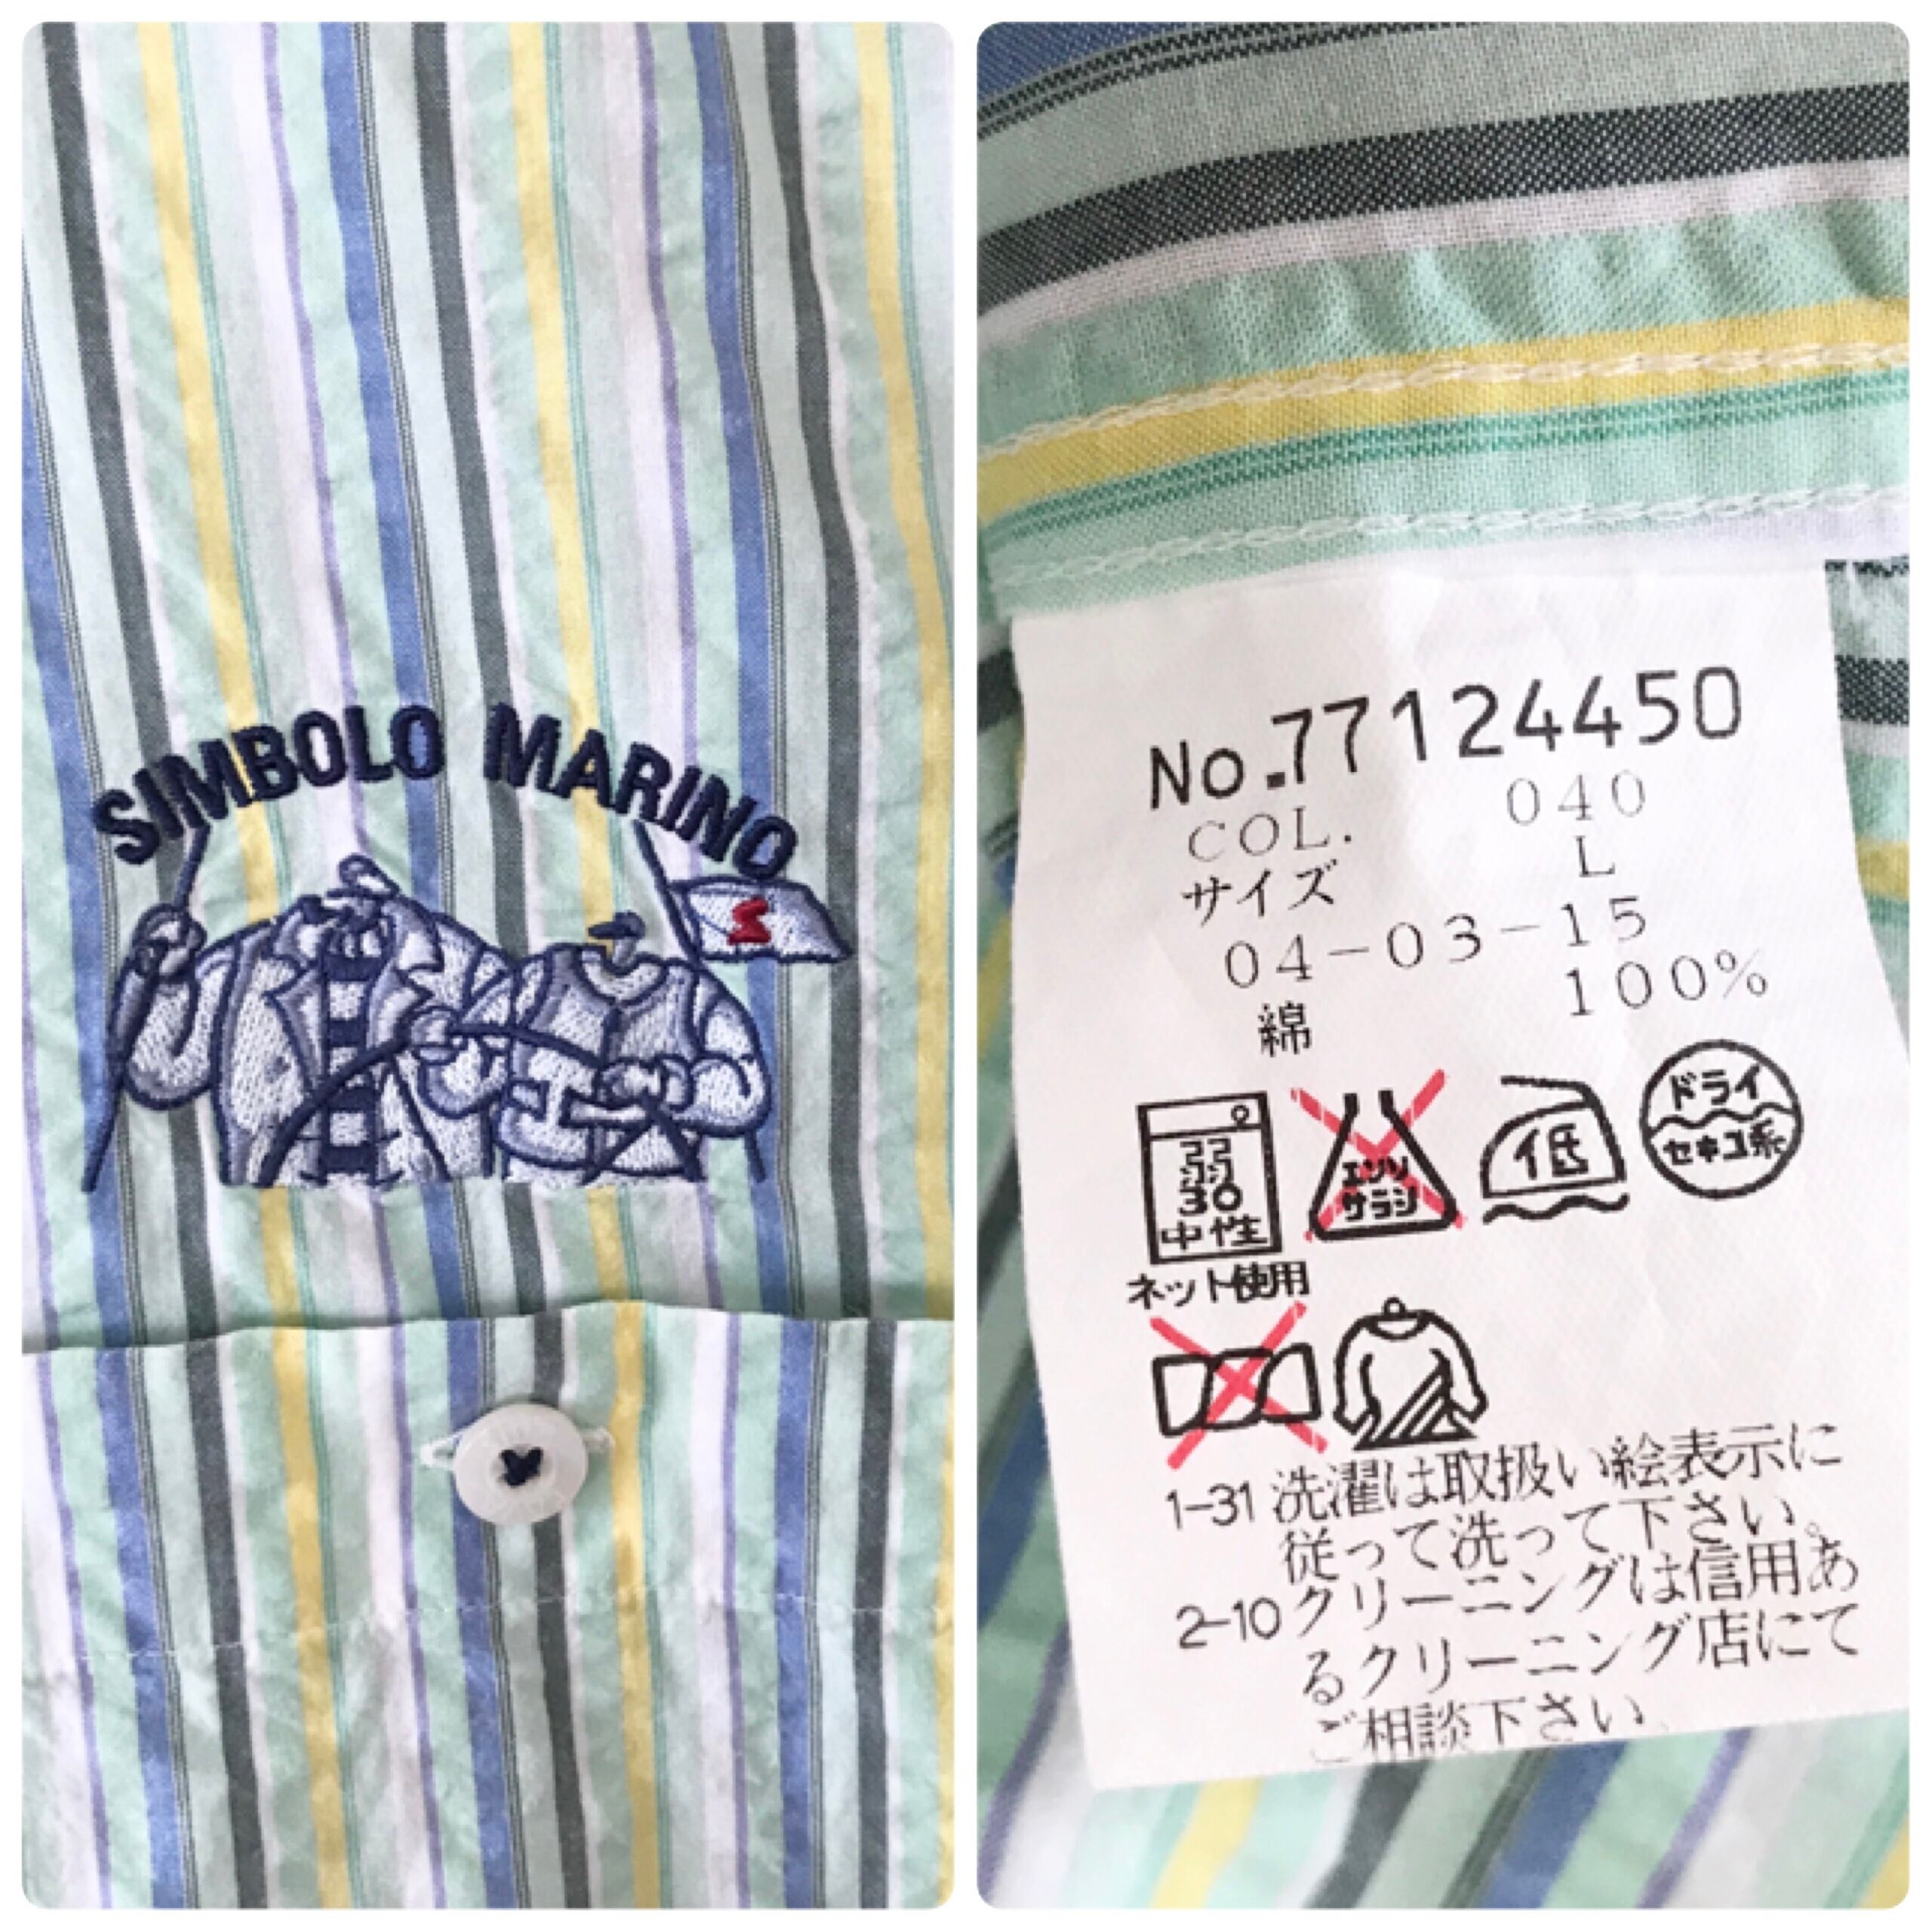 SIMBOLO MARINO
S
No.77124450
COL. 040
サイズ L
04-03-15
綿 100%
弱
30
中性
エンソ
サラシ
低
ドライ
セキユ系
ネット使用
1-31 洗濯は取扱い絵表示に
従って洗って下さい。
2-10 クリーニングは信用あ
るクリーニング店にて
ご相談下さい、